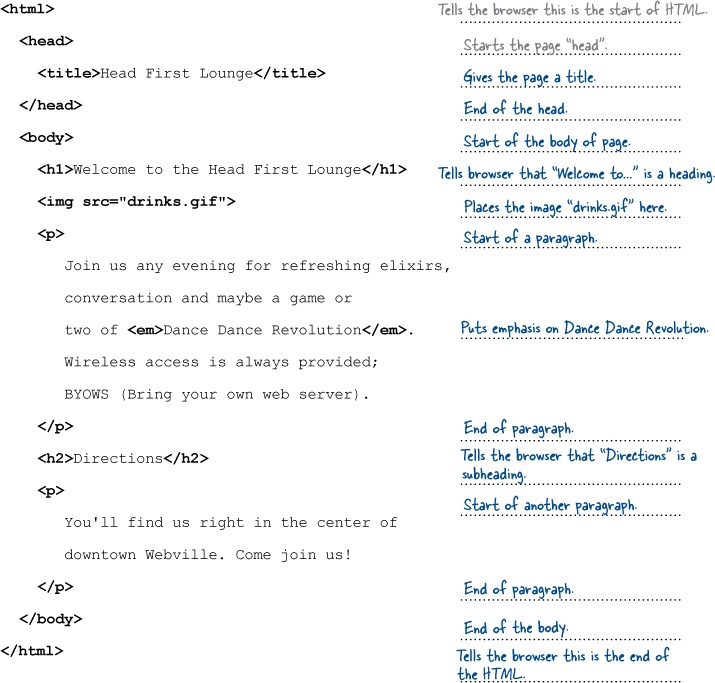 <html> Tells the browser this is the start of HTML.
<head> Starts the page “head”.
<title>Head First Lounge</title> Gives the page a title.
</head> End of the head.
<body> Start of the body of page.
<h1>Welcome to the Head First Lounge</h1> Tells browser that “Welcome to...” is a heading.
<img src="drinks.gif"> Places the image “drinks.gif” here.
<p> Start of a paragraph.
Join us any evening for refreshing elixirs,
conversation and maybe a game or
two of <em>Dance Dance Revolution</em>. Puts emphasis on Dance Dance Revolution.
Wireless access is always provided;
BYOWS (Bring your own web server).
</p> End of paragraph.
<h2>Directions</h2> Tells the browser that “Directions” is a
subheading.
<p> Start of another paragraph.
You'll find us right in the center of
downtown Webville. Come join us!
</p> End of paragraph.
</body> End of the body.
</html> Tells the browser this is the end of
the HTML.